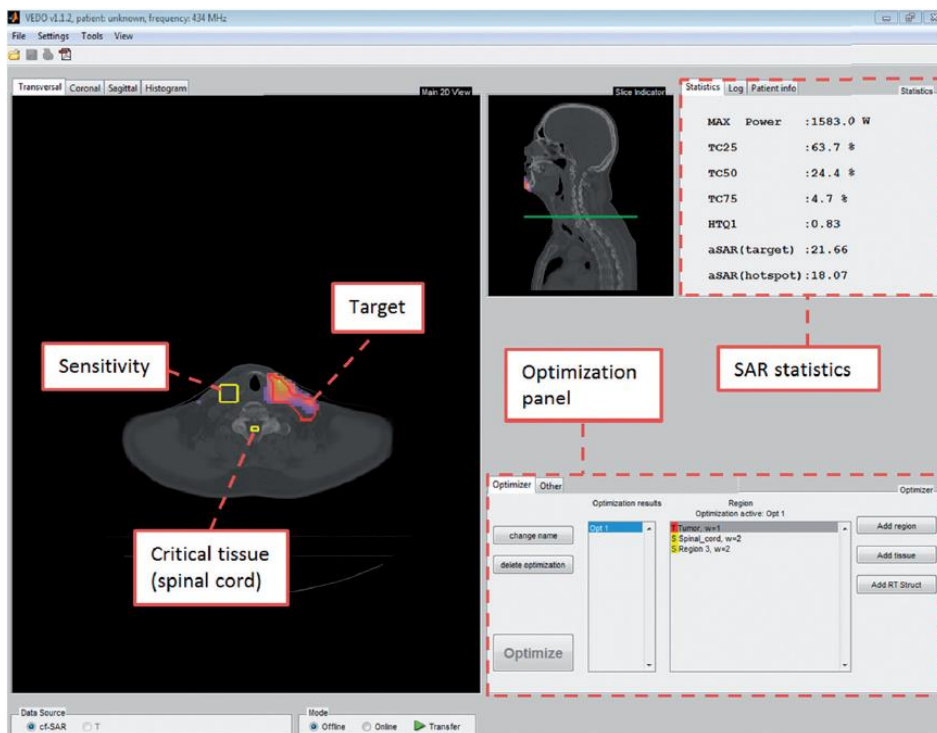 VEDO v1.1.2, patient: unknown, frequency: 434 MHz
File Settings Tools View
Transversal Coronal Sagittal Histogram
Main 2D View
Slice Indicator
Statistics Log Patient info
Statistics
MAX Power :1583.0 W
TC25 :63.7 %
TC50 :24.4 %
TC75 :4.7 %
HTQ1 :0.83
aSAR(target) :21.66
aSAR(hotspot):18.07
Target
Sensitivity
Optimization
panel
SAR statistics
Critical tissue
(spinal cord)
Optimizer Other
Optimizer
Optimization results
Region
Optimization active: Opt 1
change name
delete optimization
Optimize
Opt 1
T Tumor, w=1
S Spinal_cord, w=2
S Region 3, w=2
Add region
Add tissue
Add RT Struct
Data Source
cf-SAR T
Mode
Offline Online Transfer